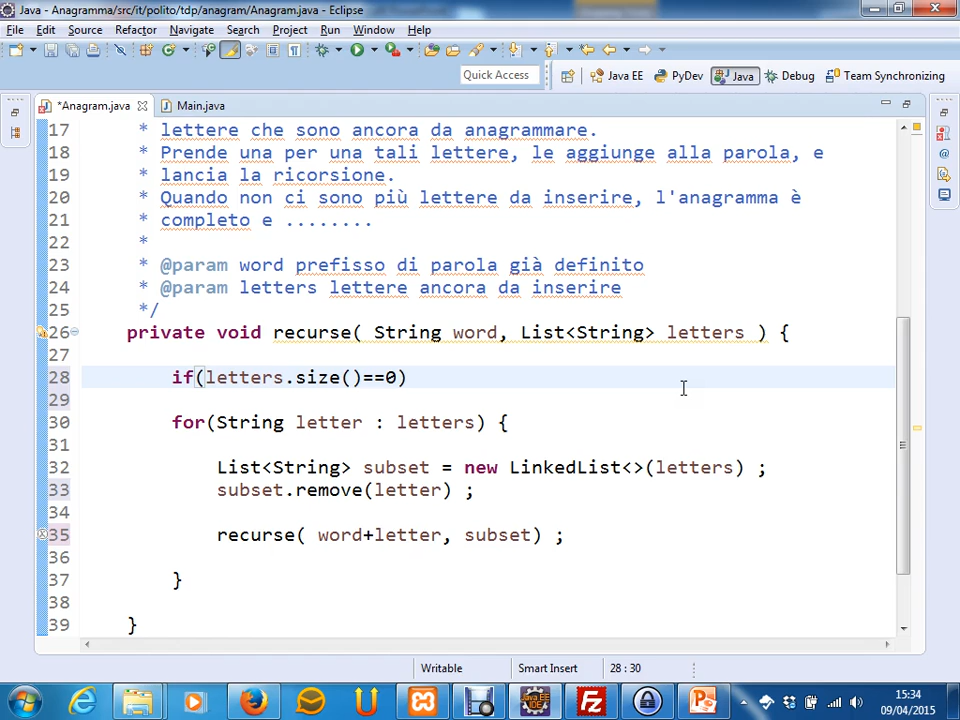 Java - Anagramma/src/it/polito/tdp/anagram/Anagram.java - Eclipse
File Edit Source Refactor Navigate Search Project Run Window Help
Quick Access Java EE PyDev Java Debug Team Synchronizing
*Anagram.java Main.java
17 * lettere che sono ancora da anagrammare.
18 * Prende una per una tali lettere, le aggiunge alla parola, e
19 * lancia la ricorsione.
20 * Quando non ci sono più lettere da inserire, l'anagramma è
21 * completo e ........
22 *
23 * @param word prefisso di parola già definito
24 * @param letters lettere ancora da inserire
25 */
26 private void recurse( String word, List<String> letters ) {
27
28 if(letters.size()==0)
29
30 for(String letter : letters) {
31
32 List<String> subset = new LinkedList<>(letters) ;
33 subset.remove(letter) ;
34
35 recurse( word+letter, subset) ;
36
37 }
38
39 }
Writable Smart Insert 28 : 30
15:34
09/04/2015